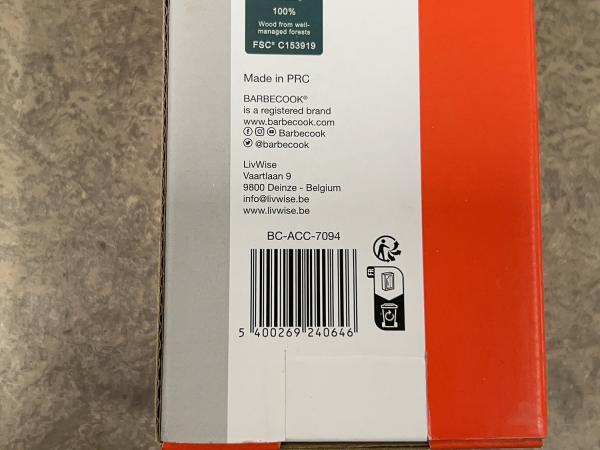 100%
Wood from well-
managed forests
FSC® C153919
Made in PRC
BARBECOOK®
is a registered brand
www.barbecook.com
Barbecook
@barbecook
LivWise
Vaartlaan 9
9800 Deinze - Belgium
info@livwise.be
www.livwise.be
BC-ACC-7094
FR
5 400269 240646